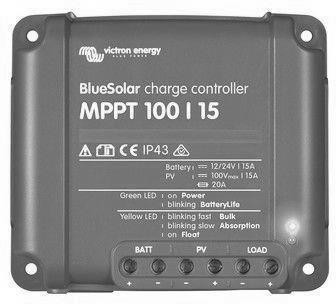 victron energy
BLUE POWER
BlueSolar charge controller
MPPT 100 | 15
CE IP43
Battery: 12/24V | 15A
PV : 100Vmax | 15A
20A
Green LED : on Power
blinking BatteryLife
Yellow LED : blinking fast Bulk
blinking slow Absorption
on Float
BATT PV LOAD
+ − − + + −